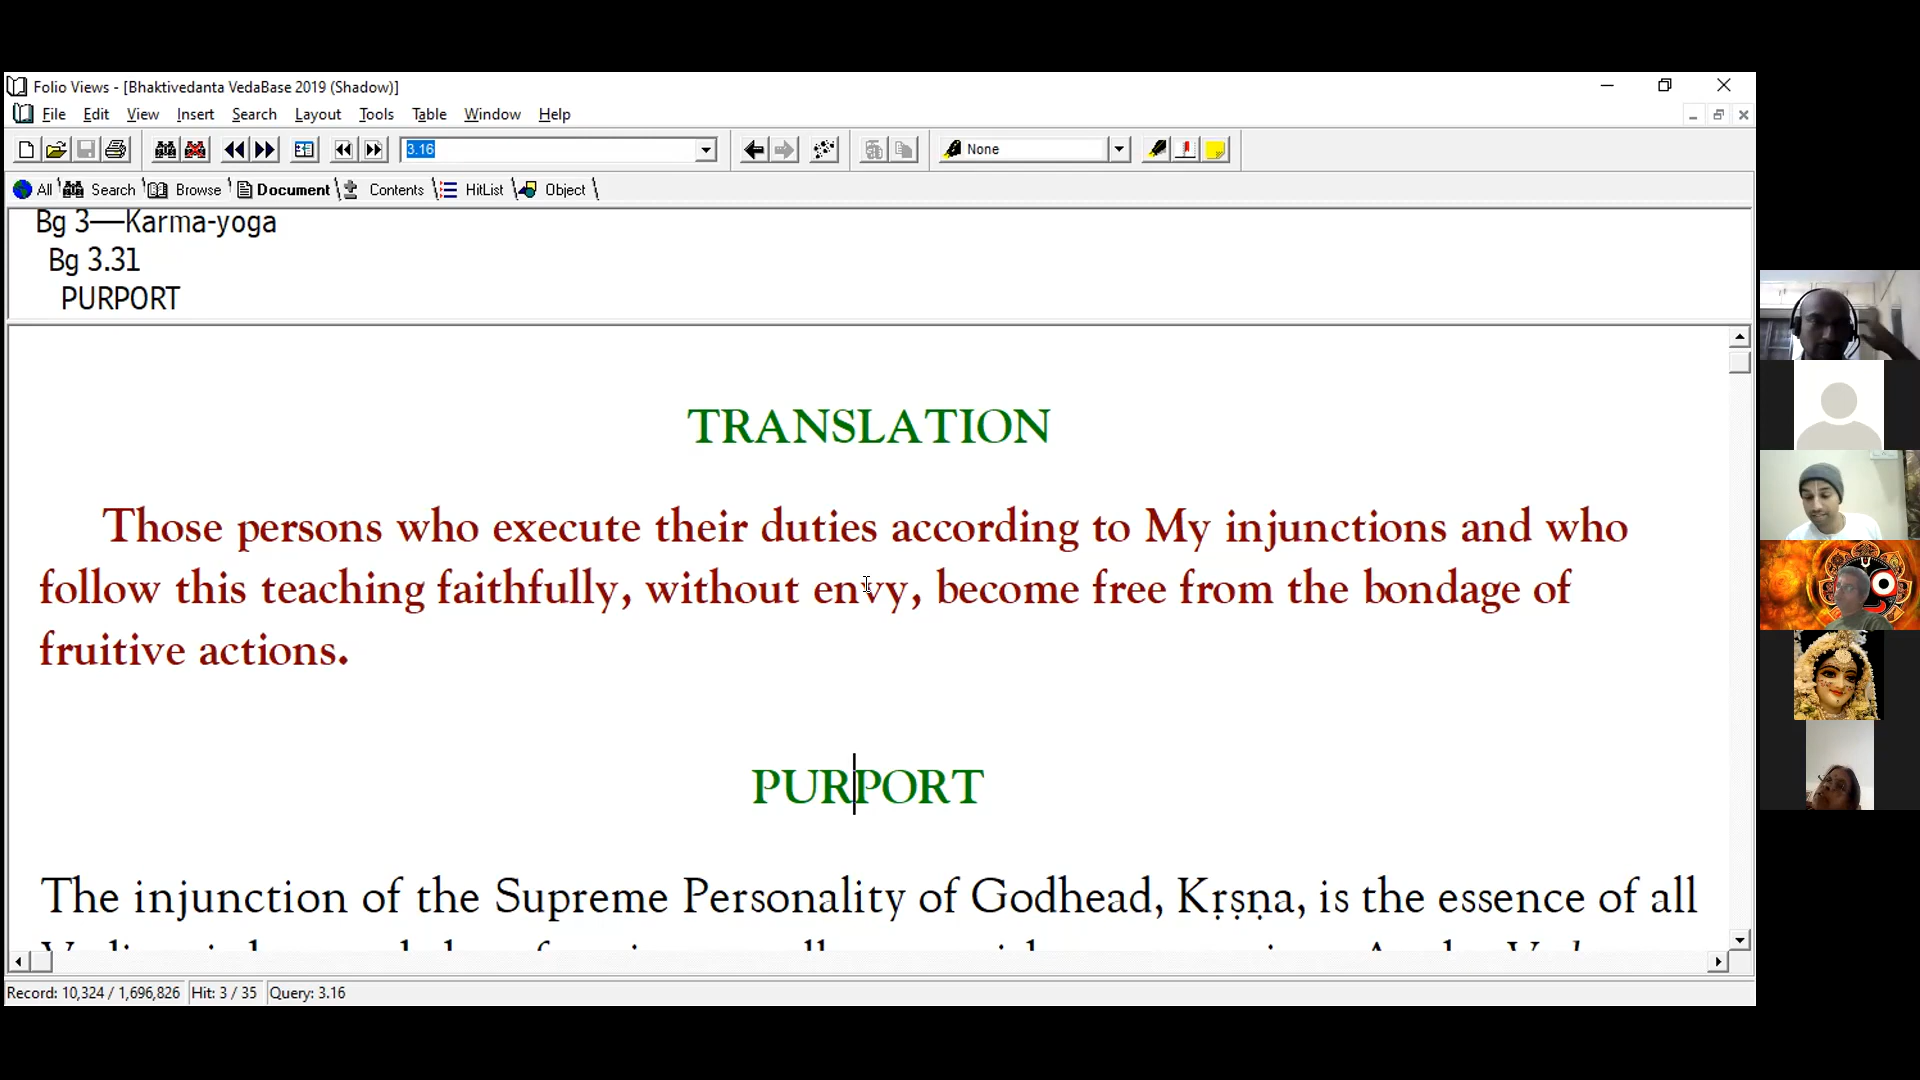 Folio Views - [Bhaktivedanta VedaBase 2019 (Shadow)]
File Edit View Insert Search Layout Tools Table Window Help
3.16 None
All Search Browse Document Contents HitList Object
Bg 3—Karma-yoga
Bg 3.31
PURPORT
TRANSLATION
Those persons who execute their duties according to My injunctions and who
follow this teaching faithfully, without envy, become free from the bondage of
fruitive actions.
PURPORT
The injunction of the Supreme Personality of Godhead, Kṛṣṇa, is the essence of all
Record: 10,324 / 1,696,826 Hit: 3 / 35 Query: 3.16